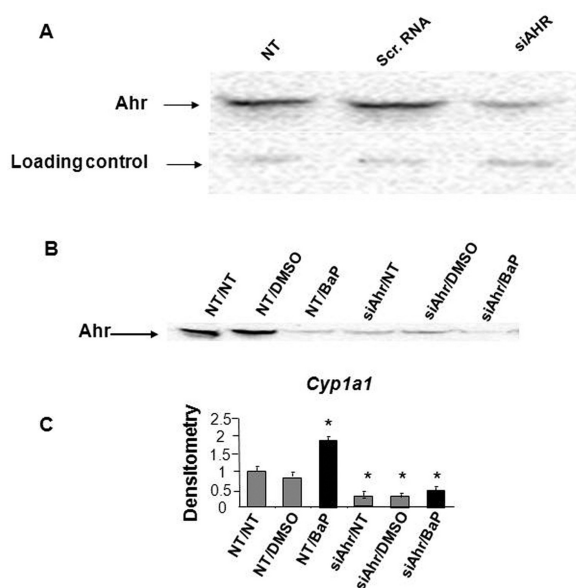 A
NT
Scr. RNA
siAHR
Ahr
Loading control
B
NT/NT
NT/DMSO
NT/BaP
siAhr/NT
siAhr/DMSO
siAhr/BaP
Ahr
Cyp1a1
C
Densitometry
2.5
2
1.5
1
0.5
0
* * * *
NT/NT
NT/DMSO
NT/BaP
siAhr/NT
siAhr/DMSO
siAhr/BaP